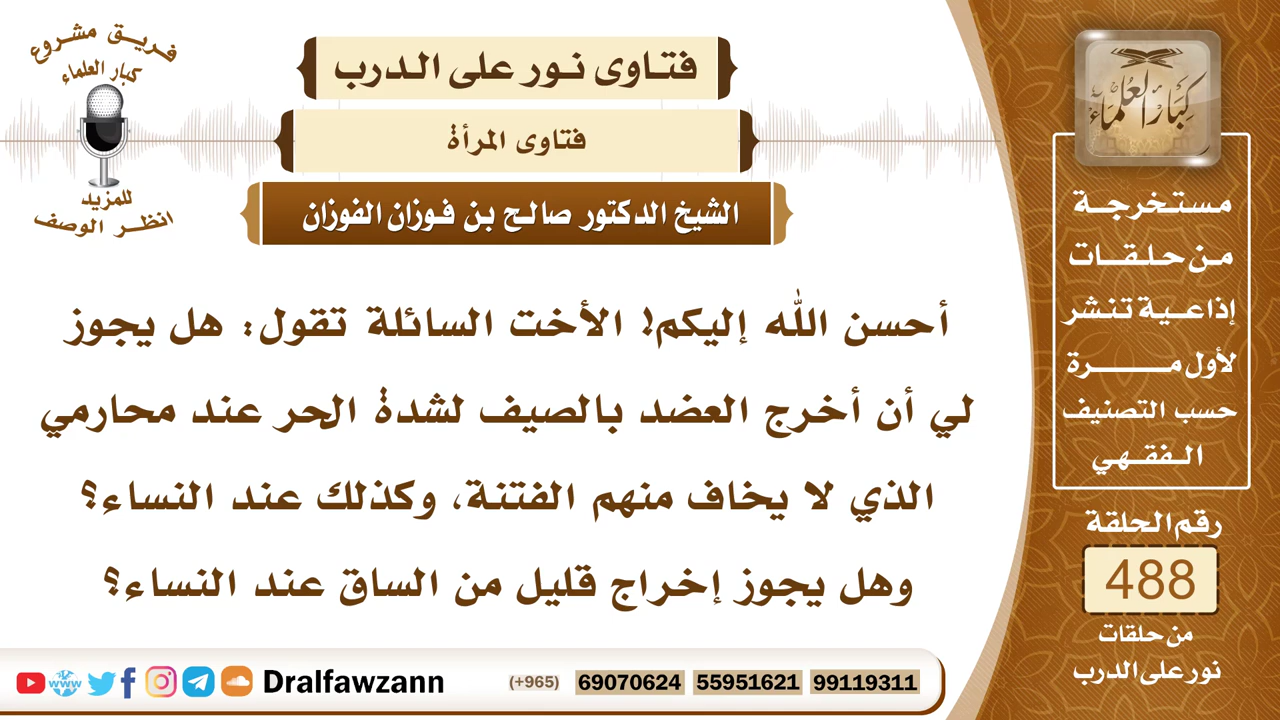 فريق مشروع
كبار العلماء
للمزيد
انظر الوصف
فتاوى نور على الدرب
فتاوى المرأة
الشيخ الدكتور صالح بن فوزان الفوزان
أحسن الله إليكم! الأخت السائلة تقول: هل يجوز
لي أن أخرج العضد بالصيف لشدة الحر عند محارمي
الذي لا يخاف منهم الفتنة، وكذلك عند النساء؟
وهل يجوز إخراج قليل من الساق عند النساء؟
كبار العلماء
مستخرجة
من حلقات
إذاعية تنشر
لأول مرة
حسب التصنيف
الفقهي
رقم الحلقة
488
من حلقات
نور على الدرب
www
Dralfawzann
(+965) 69070624 55951621 99119311